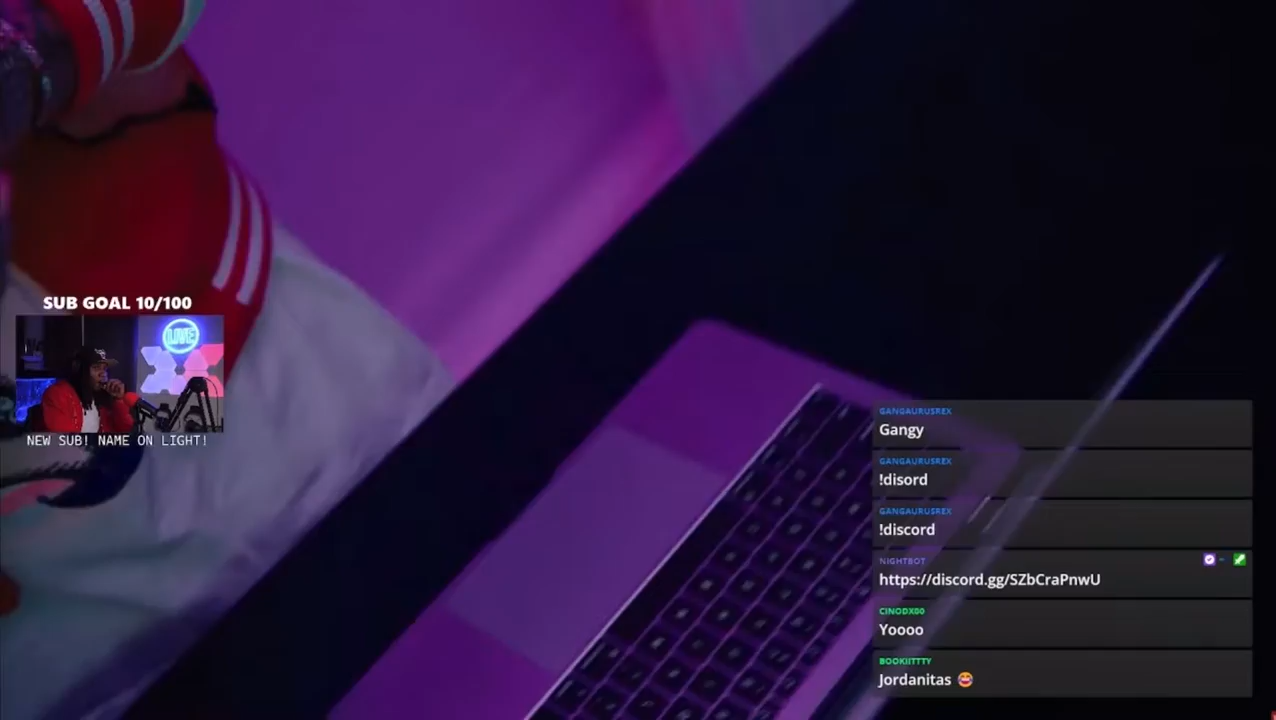 SUB GOAL 10/100
LIVE
NEW SUB! NAME ON LIGHT!
GANGAURUSREX
Gangy
GANGAURUSREX
!disord
GANGAURUSREX
!discord
NIGHTBOT
https://discord.gg/SZbCraPnwU
CINODX00
Yoooo
BOOKIITTTY
Jordanitas 😂